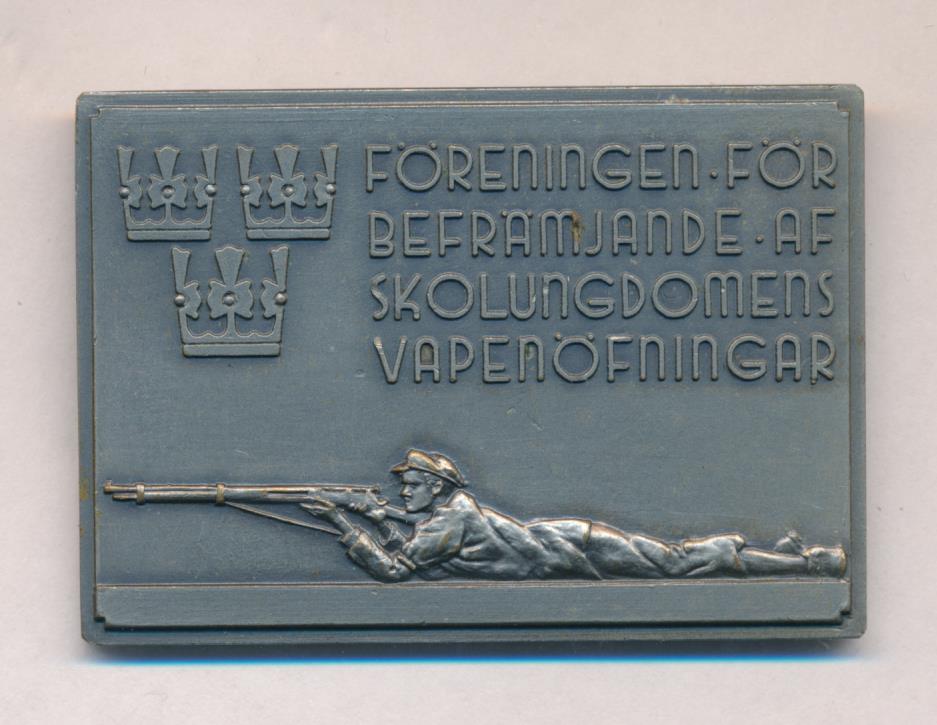 FÖRENINGEN·FÖR
BEFRÄMJANDE·AF
SKOLUNGDOMENS
VAPENÖFNINGAR